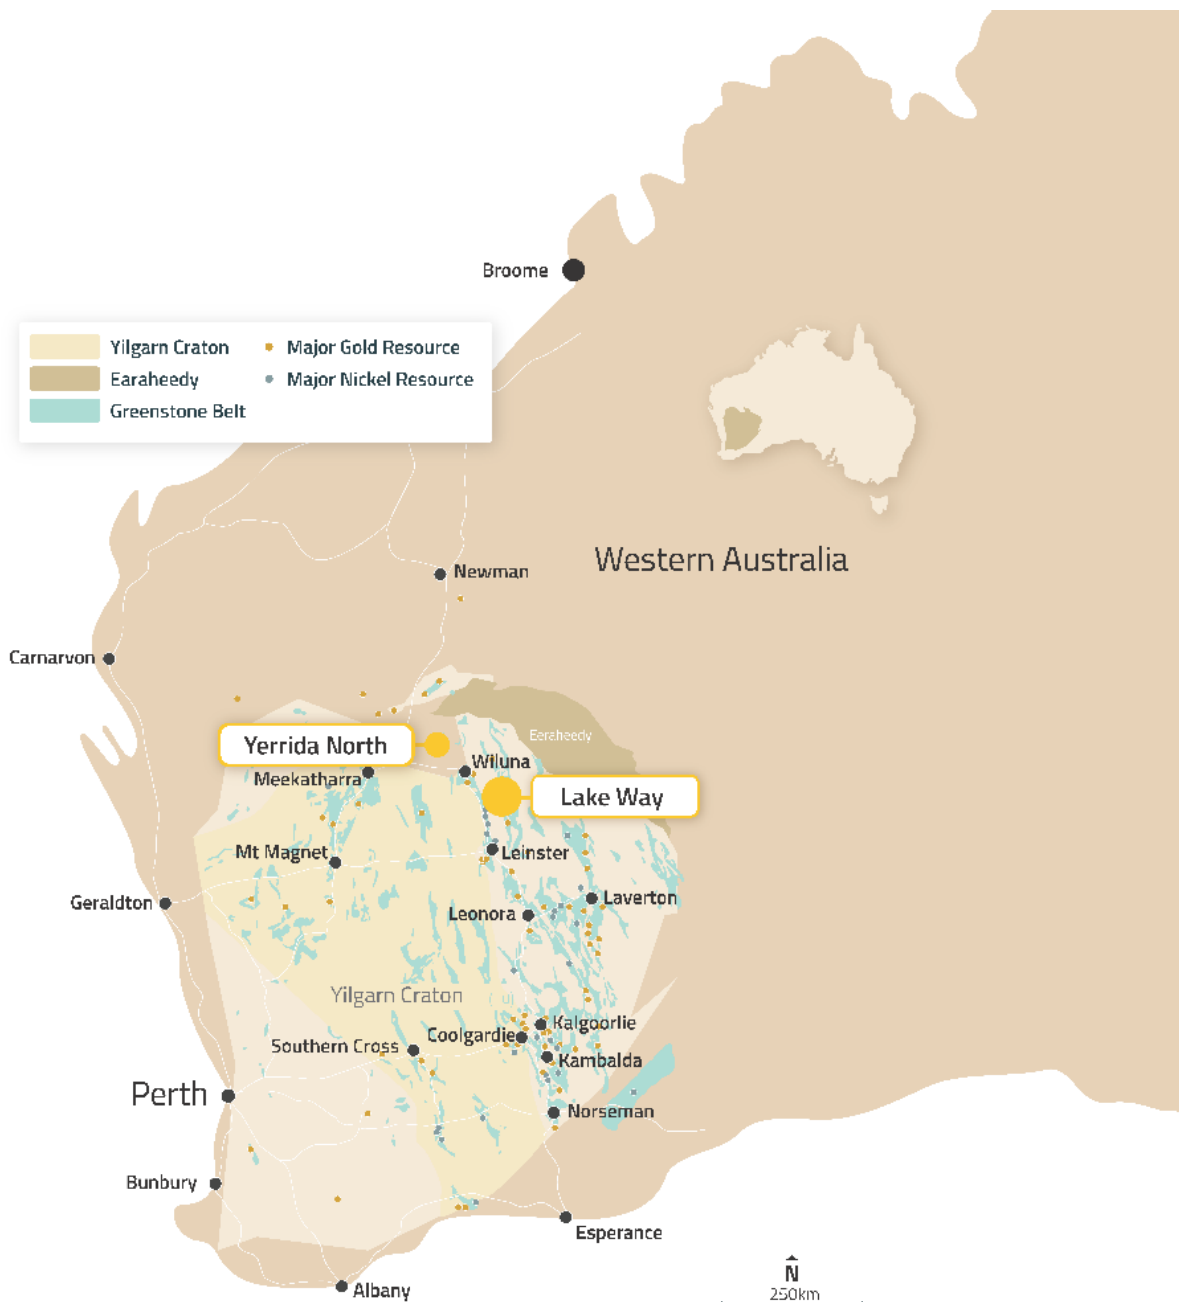 Broome
Yilgarn Craton
Major Gold Resource
Earaheedy
Major Nickel Resource
Greenstone Belt
Western Australia
Newman
Carnarvon
Eeraheedy
Yerrida North
Wiluna
Meekatharra
Lake Way
Mt Magnet
Leinster
Geraldton
Laverton
Leonora
Yilgarn Craton
Kalgoorlie
Coolgardie
Southern Cross
Kambalda
Perth
Norseman
Bunbury
Esperance
N
Albany
250km